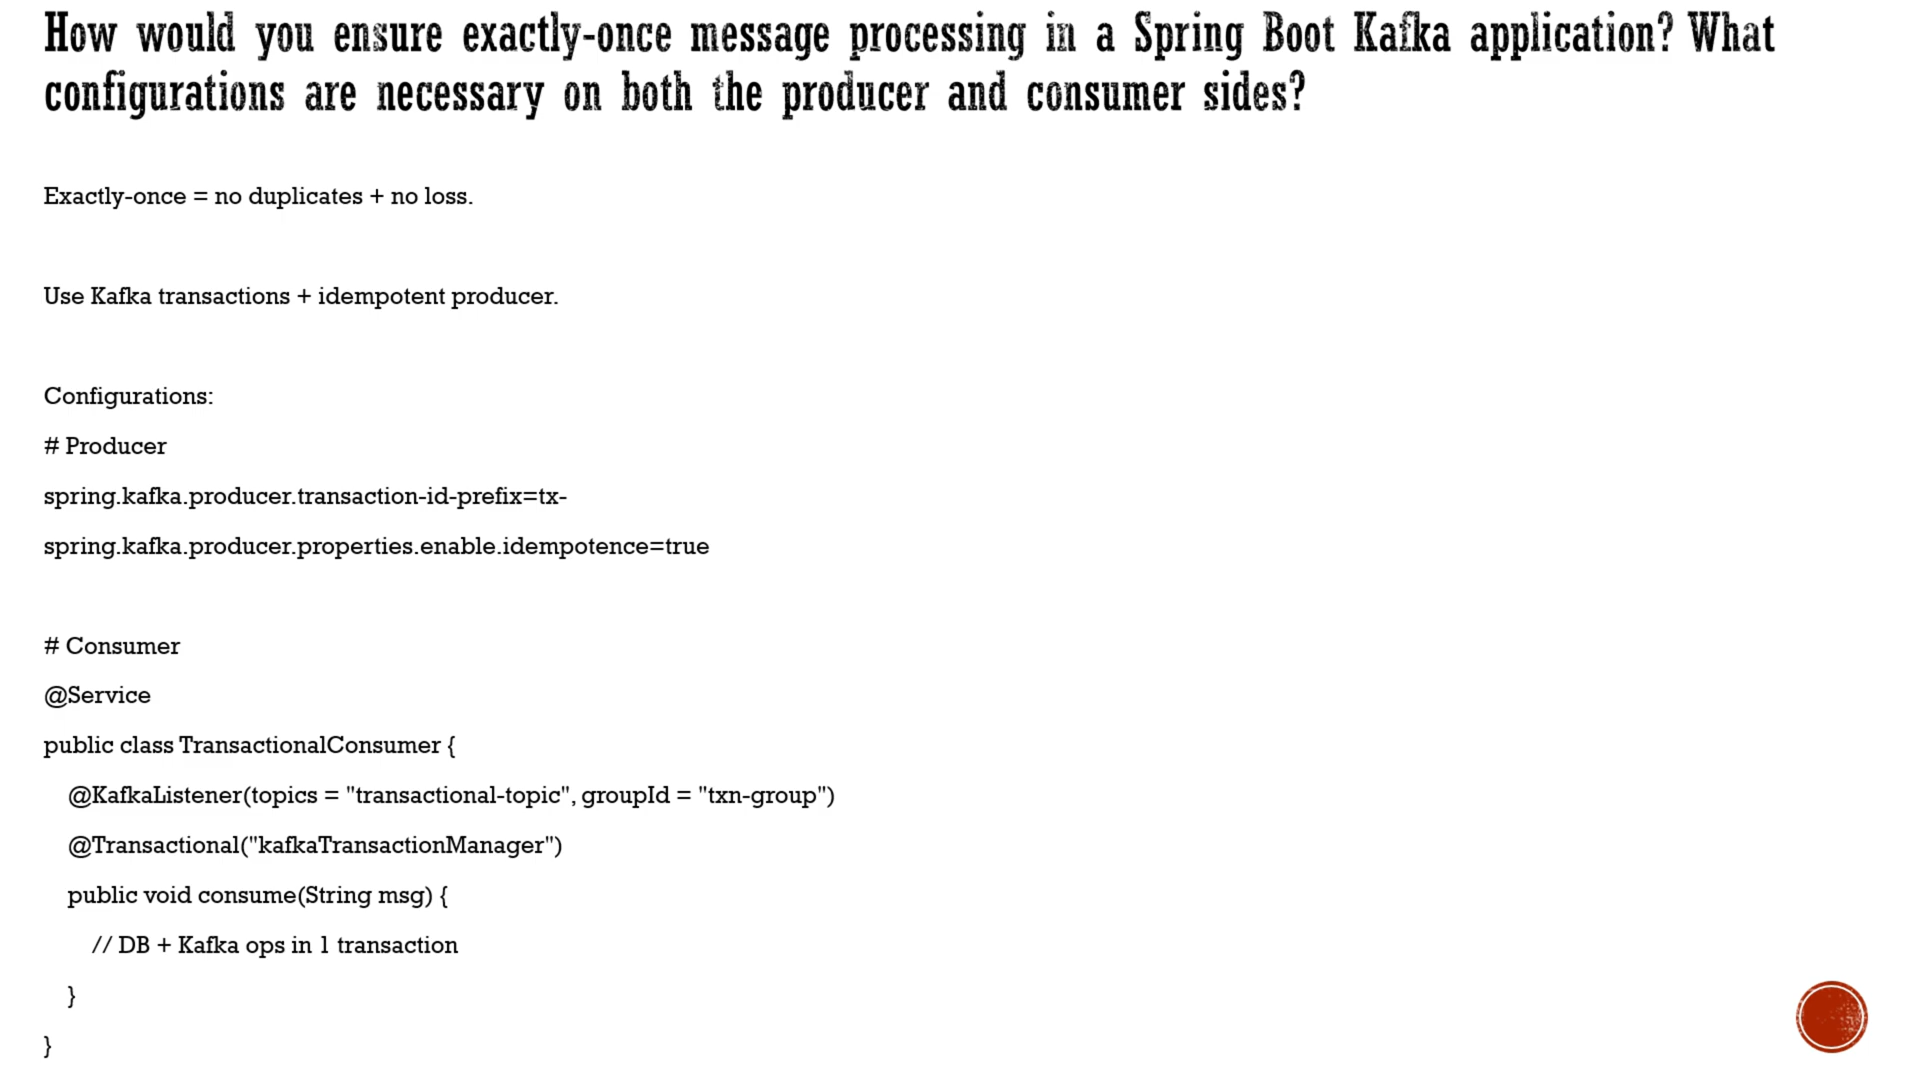 How would you ensure exactly-once message processing in a Spring Boot Kafka application? What
configurations are necessary on both the producer and consumer sides?
Exactly-once = no duplicates + no loss.
Use Kafka transactions + idempotent producer.
Configurations:
# Producer
spring.kafka.producer.transaction-id-prefix=tx-
spring.kafka.producer.properties.enable.idempotence=true
# Consumer
@Service
public class TransactionalConsumer {
    @KafkaListener(topics = "transactional-topic", groupId = "txn-group")
    @Transactional("kafkaTransactionManager")
    public void consume(String msg) {
        // DB + Kafka ops in 1 transaction
    }
}